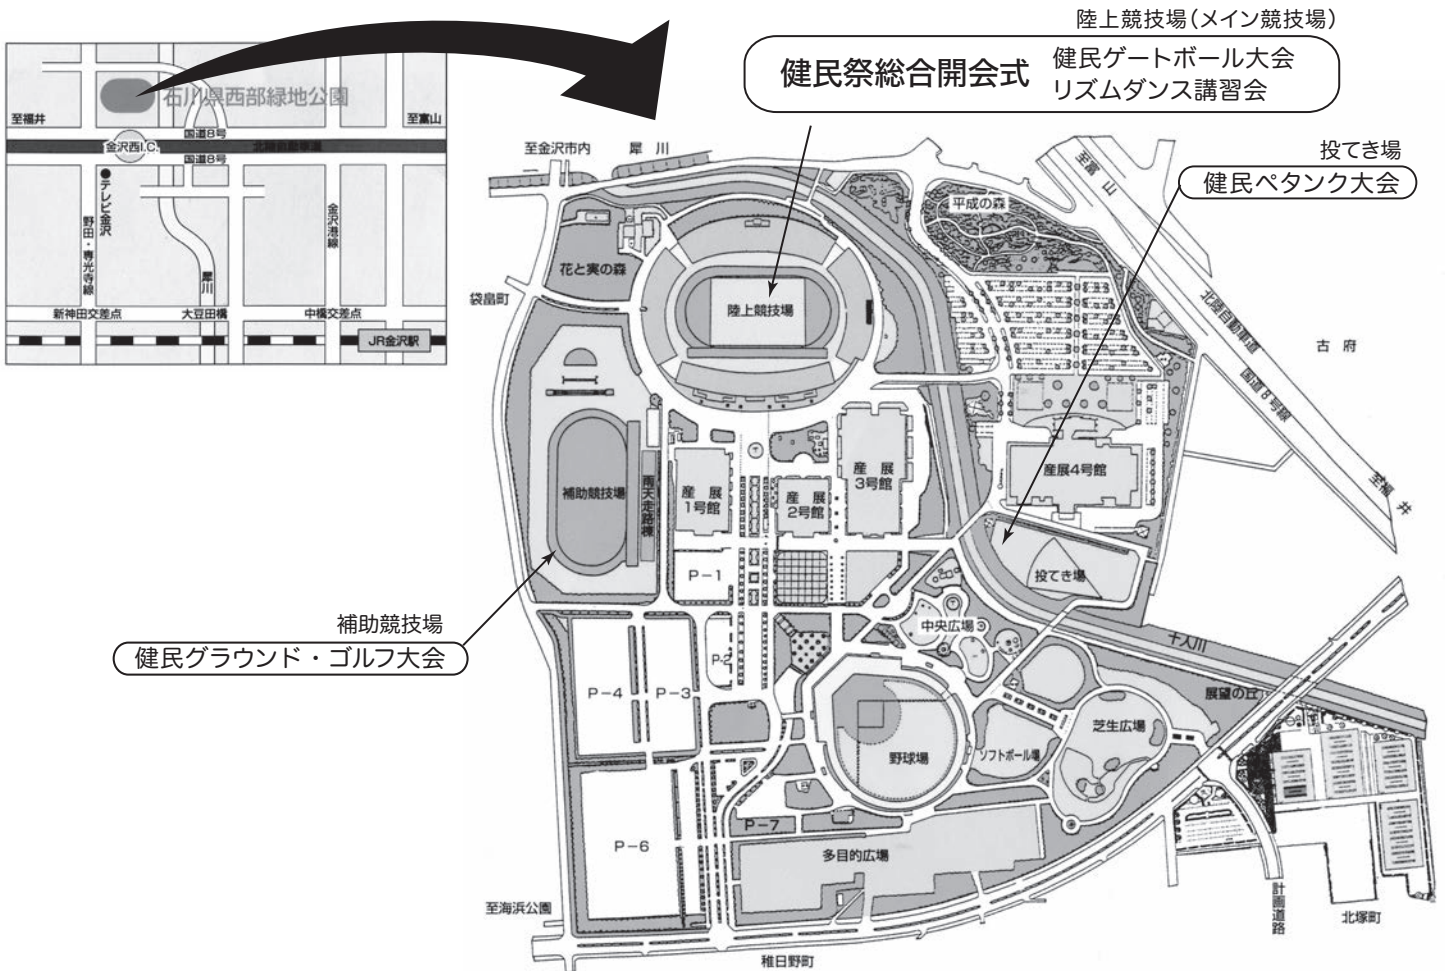 陸上競技場（メイン競技場）
健民祭総合開会式
健民ゲートボール大会
リズムダンス講習会
石川県西部緑地公園
至福井
至富山
国道8号
金沢西I.C.
北陸自動車道
国道8号
テレビ金沢
野田・専光寺線
金沢港線
犀川
新神田交差点
大豆田橋
中橋交差点
JR金沢駅
至金沢市内
犀川
投てき場
健民ペタンク大会
至富山
平成の森
花と実の森
袋畠町
陸上競技場
北陸自動車道
古府
国道8号線
補助競技場
雨天走路棟
産展
1号館
産展
2号館
産展
3号館
産展4号館
至福井
P-1
投てき場
補助競技場
健民グラウンド・ゴルフ大会
中央広場
十人川
P-2
P-4
P-3
展望の丘
芝生広場
野球場
ソフトボール場
P-7
P-6
多目的広場
至海浜公園
計画道路
北塚町
稚日野町